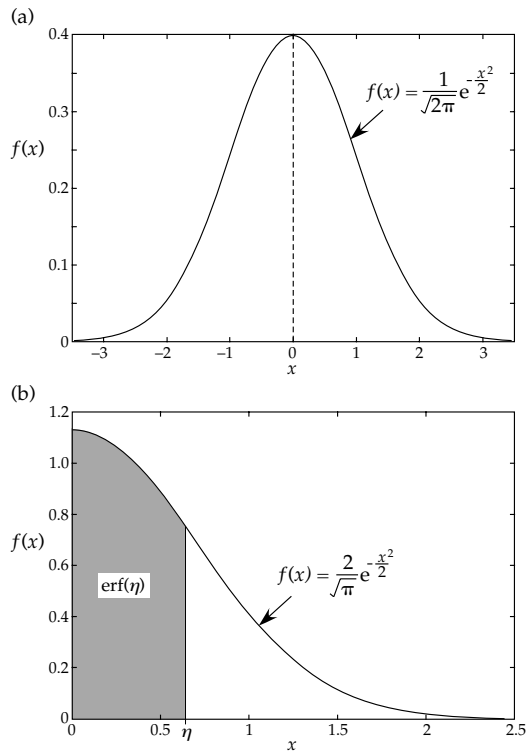 (a)
0.4
0.3
0.2
0.1
0
f(x)
f(x) = 1/√2π e^-x²/2
−3 −2 −1 0 1 2 3
x
(b)
1.2
1.0
0.8
0.6
0.4
0.2
0
f(x)
erf(η)
f(x) = 2/√π e^-x²/2
0 0.5 η 1 1.5 2 2.5
x